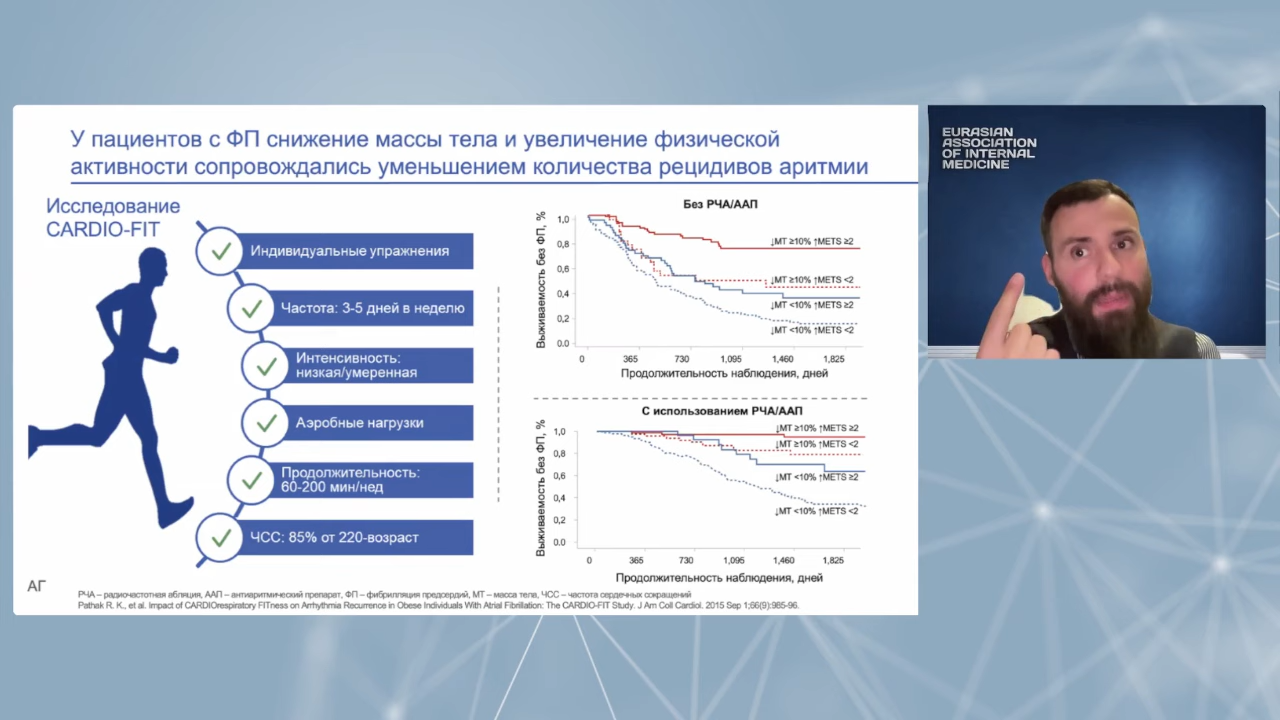 У пациентов с ФП снижение массы тела и увеличение физической
активности сопровождались уменьшением количества рецидивов аритмии
Исследование
CARDIO-FIT
Индивидуальные упражнения
Частота: 3-5 дней в неделю
Интенсивность:
низкая/умеренная
Аэробные нагрузки
Продолжительность:
60-200 мин/нед
ЧСС: 85% от 220-возраст
Без РЧА/ААП
Выживаемость без ФП, %
1,0
0,8
0,6
0,4
0,2
0.0
↓МТ ≥10% ↑METS ≥2
↓МТ ≥10% ↑METS <2
↓МТ <10% ↑METS ≥2
↓МТ <10% ↑METS <2
0 365 730 1,095 1,460 1,825
Продолжительность наблюдения, дней
С использованием РЧА/ААП
Выживаемость без ФП, %
1,0
0,8
0,6
0,4
0,2
0.0
↓МТ ≥10% ↑METS ≥2
↓МТ ≥10% ↑METS <2
↓МТ <10% ↑METS ≥2
↓МТ <10% ↑METS <2
0 365 730 1,095 1,460 1,825
Продолжительность наблюдения, дней
АГ
РЧА – радиочастотная абляция, ААП – антиаритмический препарат, ФП – фибрилляция предсердий, МТ – масса тела, ЧСС – частота сердечных сокращений
Pathak R. K., et al. Impact of CARDIOrespiratory FITness on Arrhythmia Recurrence in Obese Individuals With Atrial Fibrillation: The CARDIO-FIT Study. J Am Coll Cardiol. 2015 Sep 1;66(9):985-96.
EURASIAN
ASSOCIATION
OF INTERNAL
MEDICINE